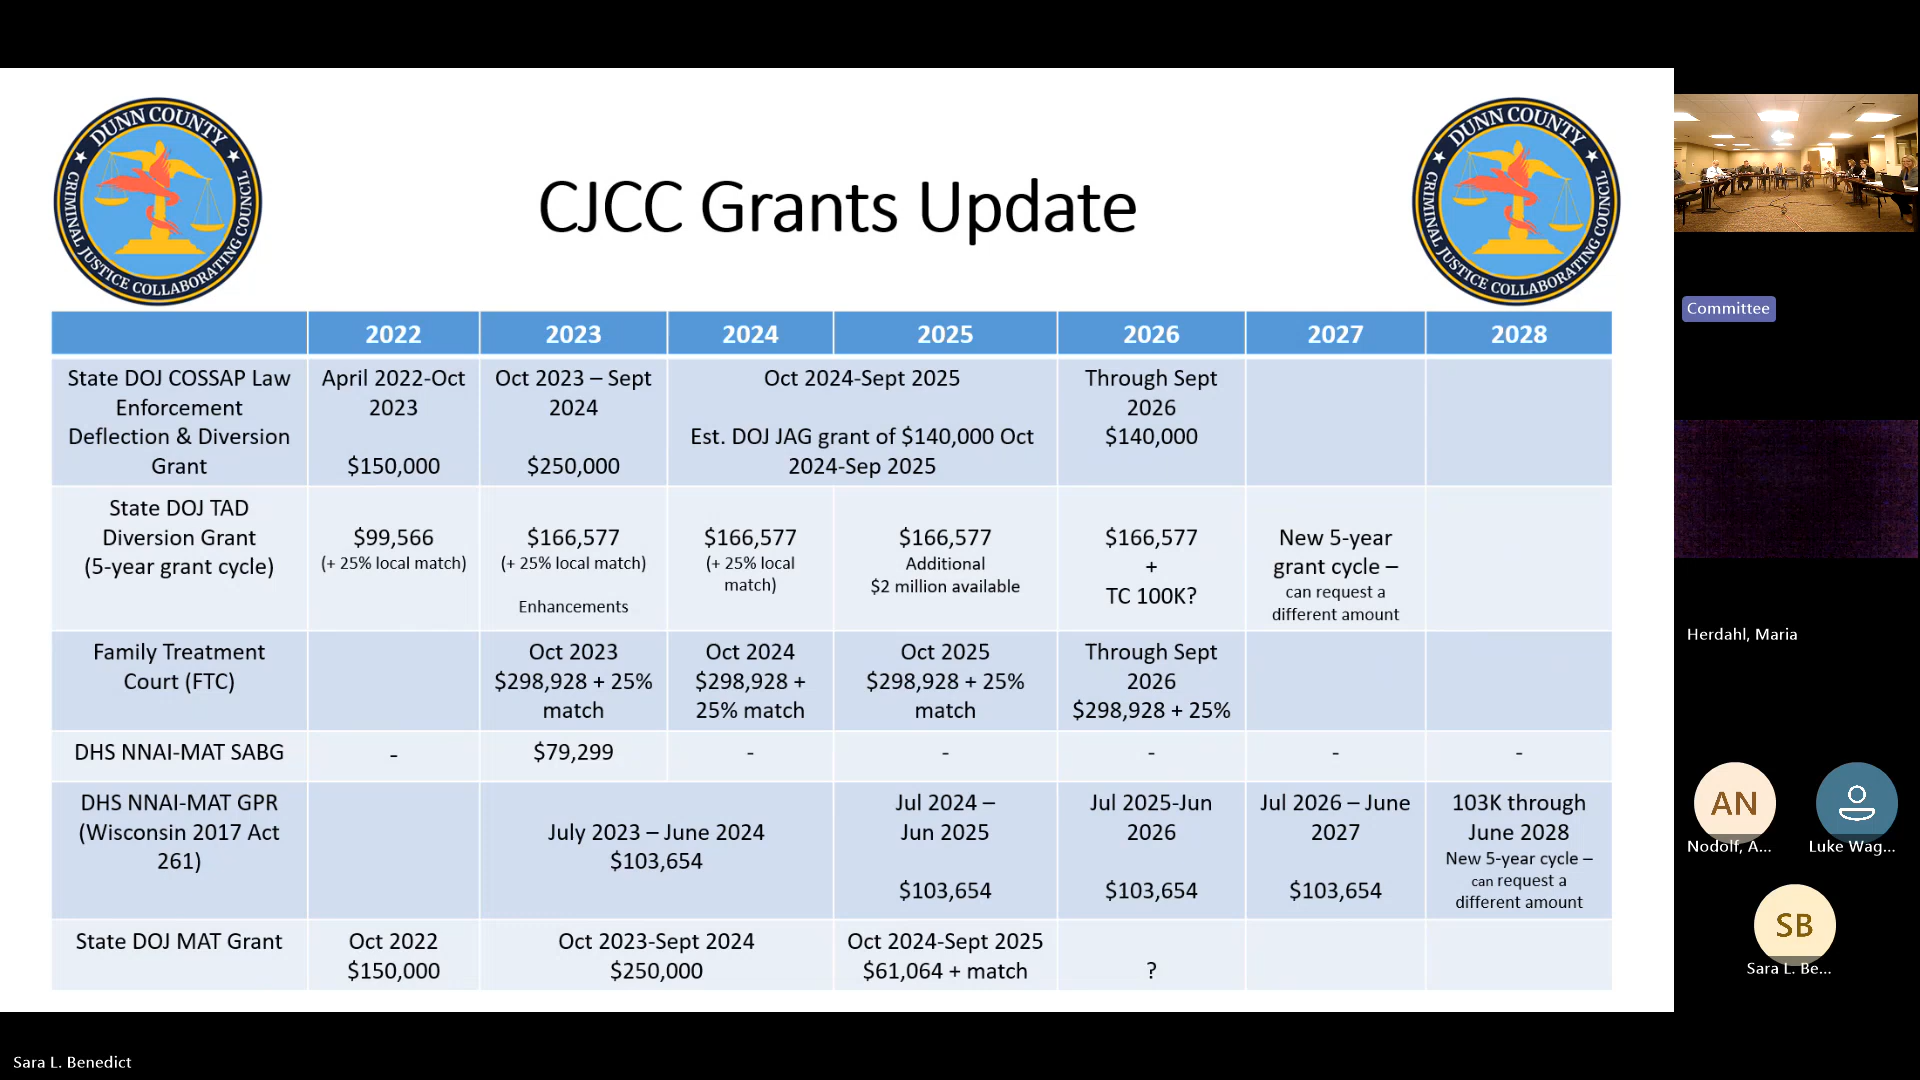 DUNN COUNTY
CRIMINAL JUSTICE COLLABORATING COUNCIL
CJCC Grants Update
DUNN COUNTY
CRIMINAL JUSTICE COLLABORATING COUNCIL
2022
2023
2024
2025
2026
2027
2028
State DOJ COSSAP Law
Enforcement
Deflection & Diversion
Grant
April 2022-Oct
2023
$150,000
Oct 2023 – Sept
2024
$250,000
Oct 2024-Sept 2025
Est. DOJ JAG grant of $140,000 Oct
2024-Sep 2025
Through Sept
2026
$140,000
State DOJ TAD
Diversion Grant
(5-year grant cycle)
$99,566
(+ 25% local match)
$166,577
(+ 25% local match)
Enhancements
$166,577
(+ 25% local
match)
$166,577
Additional
$2 million available
$166,577
+
TC 100K?
New 5-year
grant cycle –
can request a
different amount
Family Treatment
Court (FTC)
Oct 2023
$298,928 + 25%
match
Oct 2024
$298,928 +
25% match
Oct 2025
$298,928 + 25%
match
Through Sept
2026
$298,928 + 25%
DHS NNAI-MAT SABG
-
$79,299
-
-
-
-
-
DHS NNAI-MAT GPR
(Wisconsin 2017 Act
261)
July 2023 – June 2024
$103,654
Jul 2024 –
Jun 2025
$103,654
Jul 2025-Jun
2026
$103,654
Jul 2026 – June
2027
$103,654
103K through
June 2028
New 5-year cycle –
can request a
different amount
State DOJ MAT Grant
Oct 2022
$150,000
Oct 2023-Sept 2024
$250,000
Oct 2024-Sept 2025
$61,064 + match
?
Committee
Herdahl, Maria
AN
Nodolf, A...
Luke Wag...
SB
Sara L. Be...
Sara L. Benedict